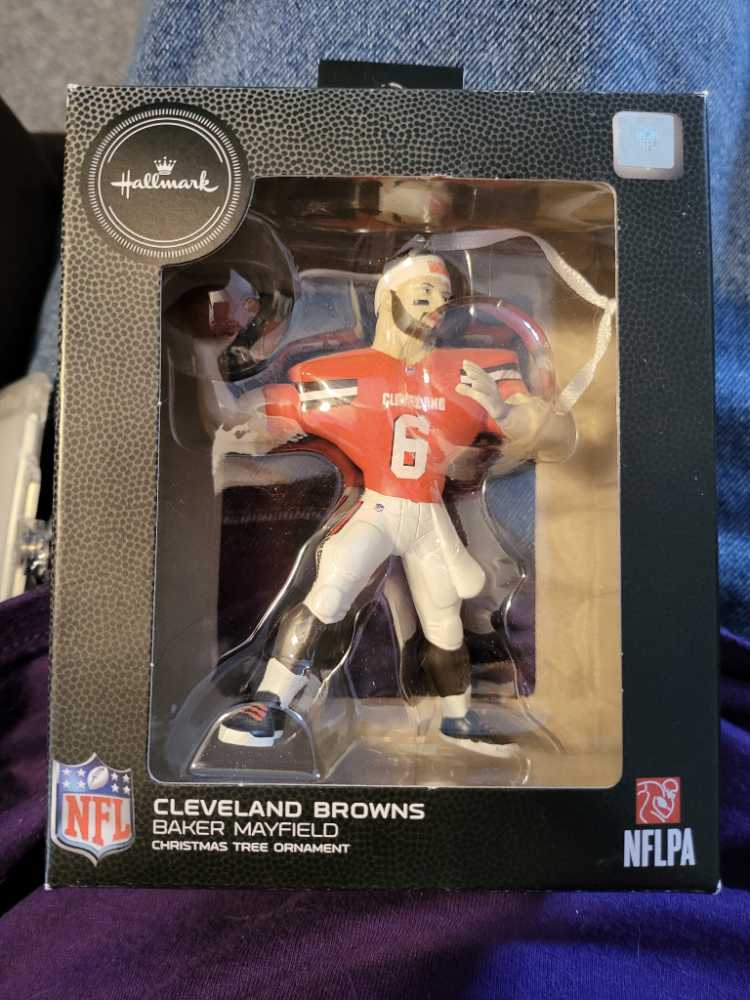 Hallmark
CLEVELAND
6
NFL
CLEVELAND BROWNS
BAKER MAYFIELD
CHRISTMAS TREE ORNAMENT
NFLPA